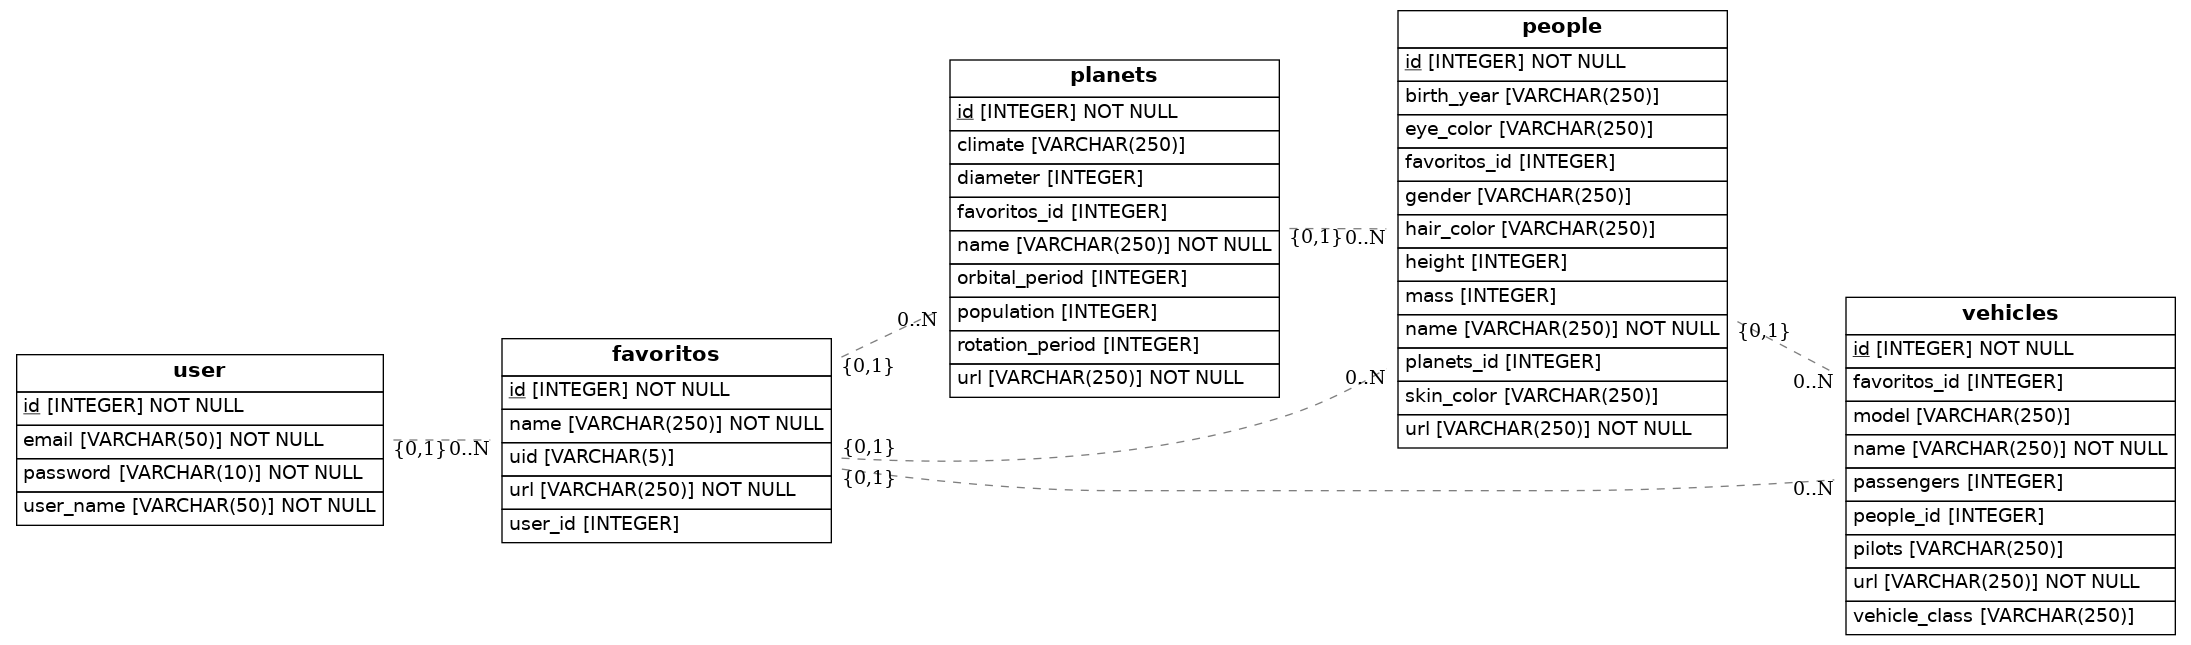 user
id [INTEGER] NOT NULL
email [VARCHAR(50)] NOT NULL
password [VARCHAR(10)] NOT NULL
user_name [VARCHAR(50)] NOT NULL
{0,1}
0..N
favoritos
id [INTEGER] NOT NULL
name [VARCHAR(250)] NOT NULL
uid [VARCHAR(5)]
url [VARCHAR(250)] NOT NULL
user_id [INTEGER]
{0,1}
0..N
{0,1}
0..N
{0,1}
0..N
planets
id [INTEGER] NOT NULL
climate [VARCHAR(250)]
diameter [INTEGER]
favoritos_id [INTEGER]
name [VARCHAR(250)] NOT NULL
orbital_period [INTEGER]
population [INTEGER]
rotation_period [INTEGER]
url [VARCHAR(250)] NOT NULL
{0,1}
0..N
people
id [INTEGER] NOT NULL
birth_year [VARCHAR(250)]
eye_color [VARCHAR(250)]
favoritos_id [INTEGER]
gender [VARCHAR(250)]
hair_color [VARCHAR(250)]
height [INTEGER]
mass [INTEGER]
name [VARCHAR(250)] NOT NULL
planets_id [INTEGER]
skin_color [VARCHAR(250)]
url [VARCHAR(250)] NOT NULL
{0,1}
0..N
vehicles
id [INTEGER] NOT NULL
favoritos_id [INTEGER]
model [VARCHAR(250)]
name [VARCHAR(250)] NOT NULL
passengers [INTEGER]
people_id [INTEGER]
pilots [VARCHAR(250)]
url [VARCHAR(250)] NOT NULL
vehicle_class [VARCHAR(250)]